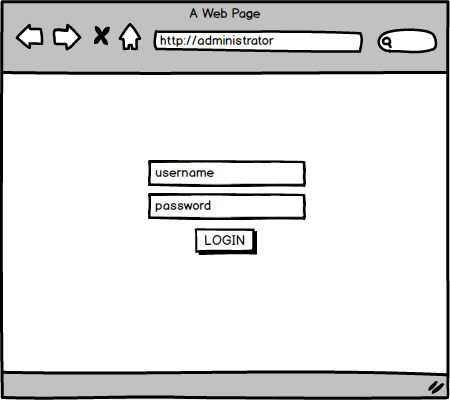 A Web Page
http://administrator
username
password
LOGIN